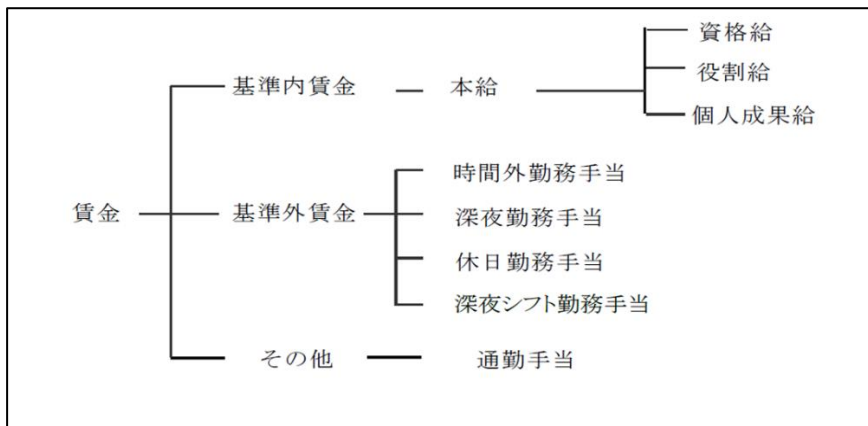 資格給
基準内賃金 本給 役割給
個人成果給
時間外勤務手当
賃金 基準外賃金 深夜勤務手当
休日勤務手当
深夜シフト勤務手当
その他 通勤手当